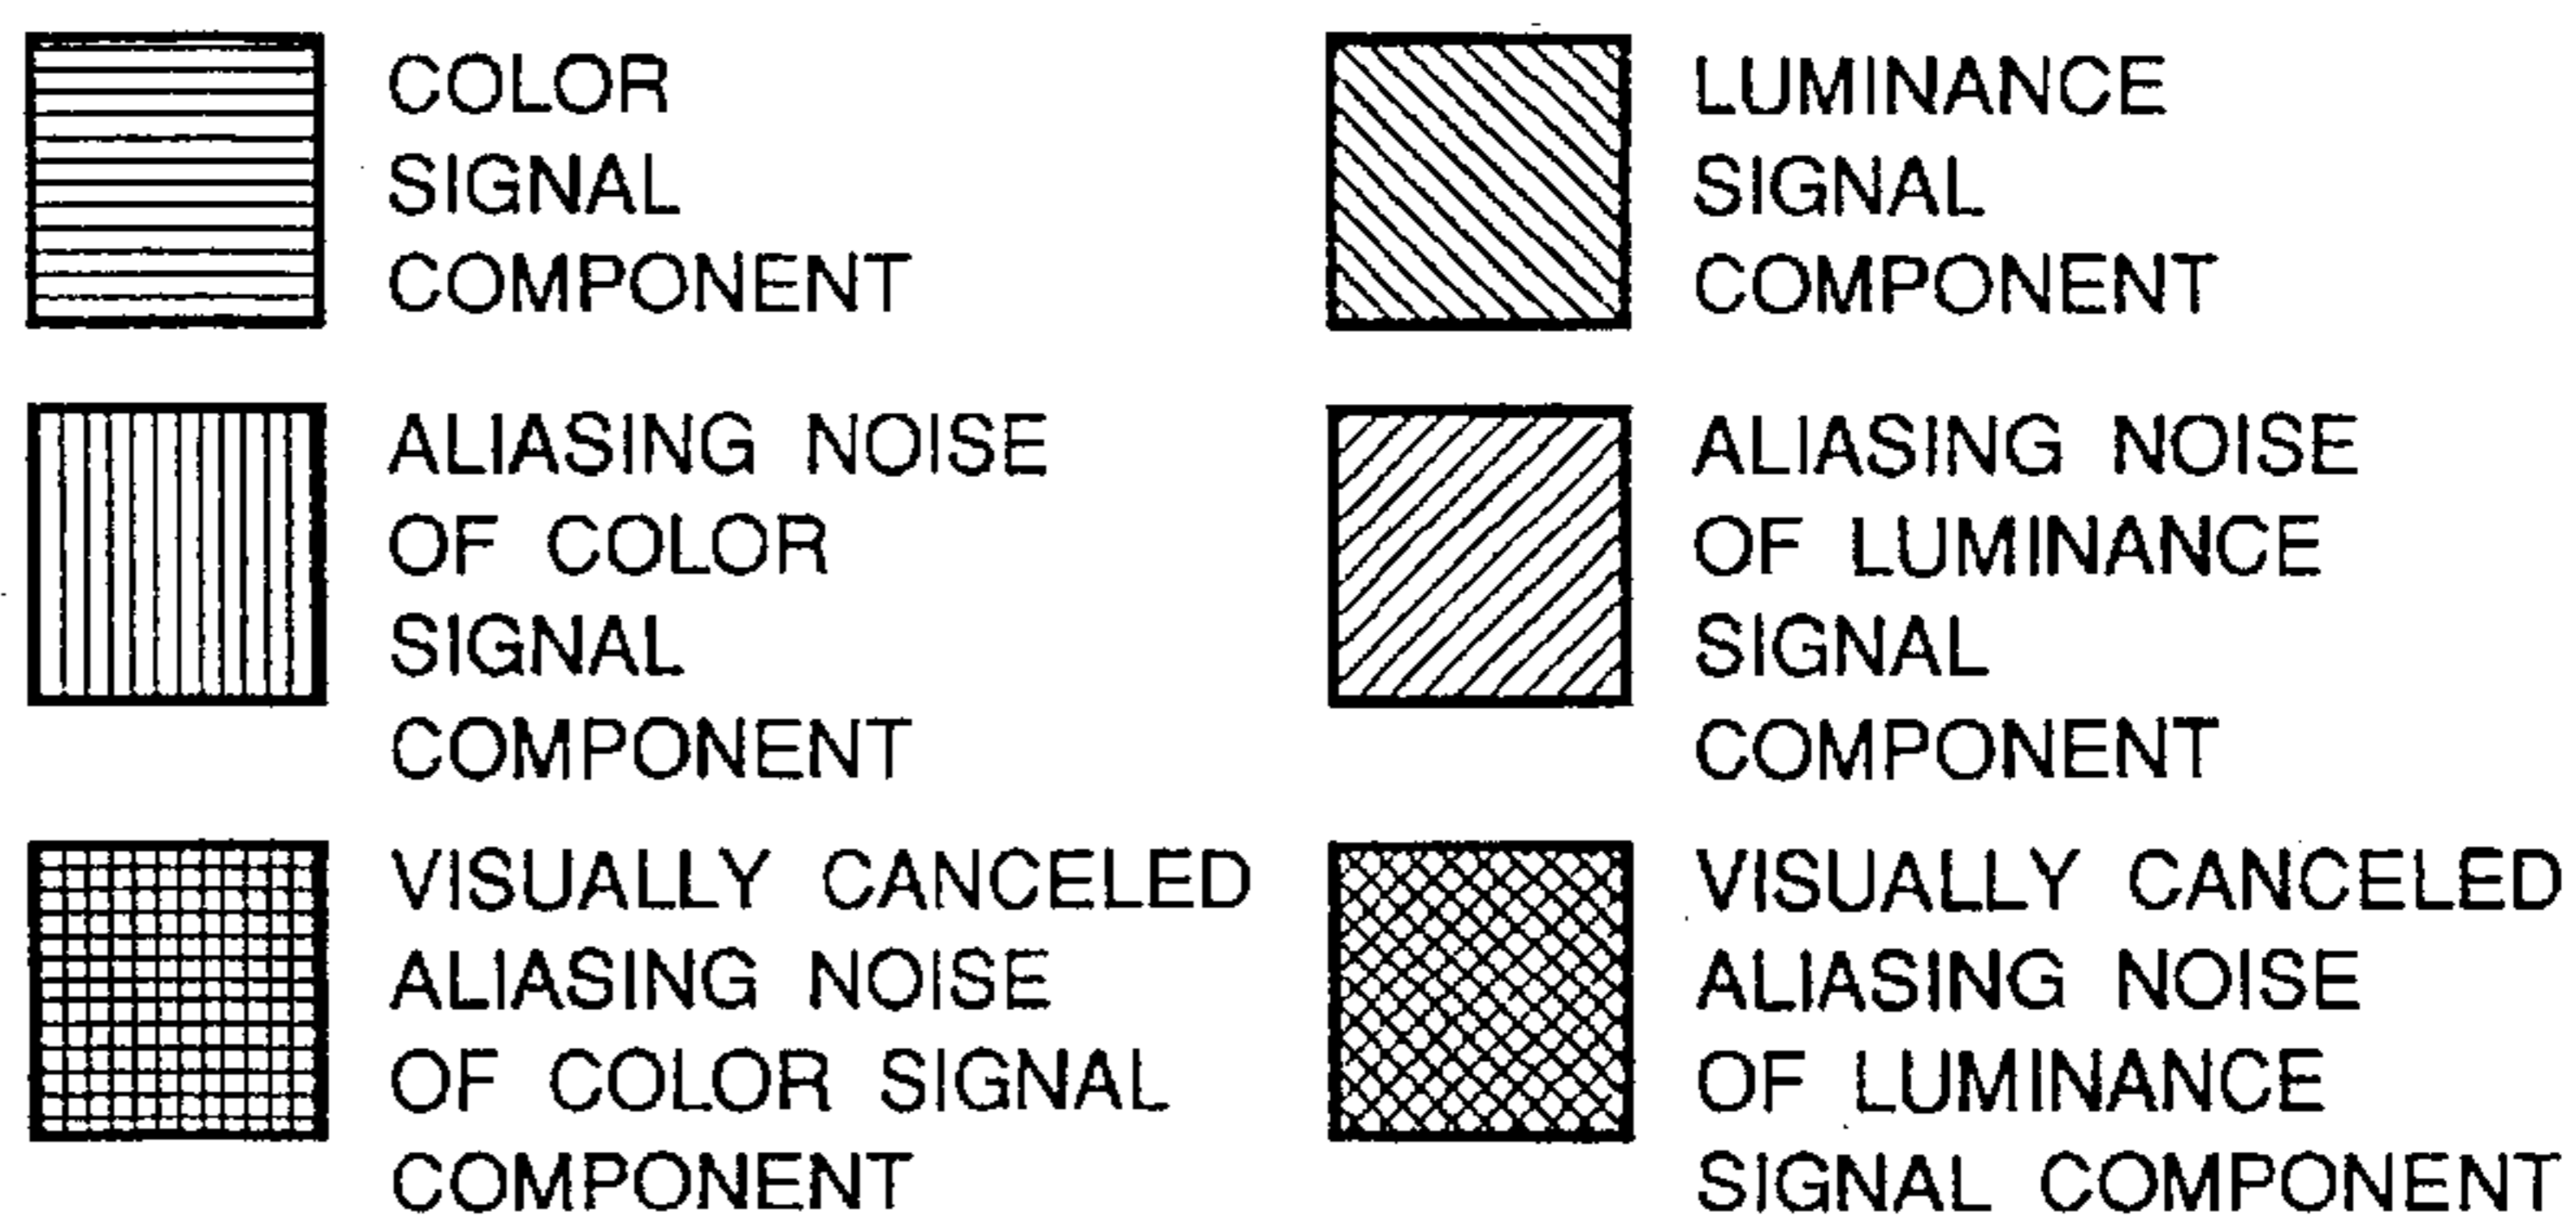 COLOR
SIGNAL
COMPONENT
LUMINANCE
SIGNAL
COMPONENT
ALIASING NOISE
OF COLOR
SIGNAL
COMPONENT
ALIASING NOISE
OF LUMINANCE
SIGNAL
COMPONENT
VISUALLY CANCELED
ALIASING NOISE
OF COLOR SIGNAL
COMPONENT
VISUALLY CANCELED
ALIASING NOISE
OF LUMINANCE
SIGNAL COMPONENT